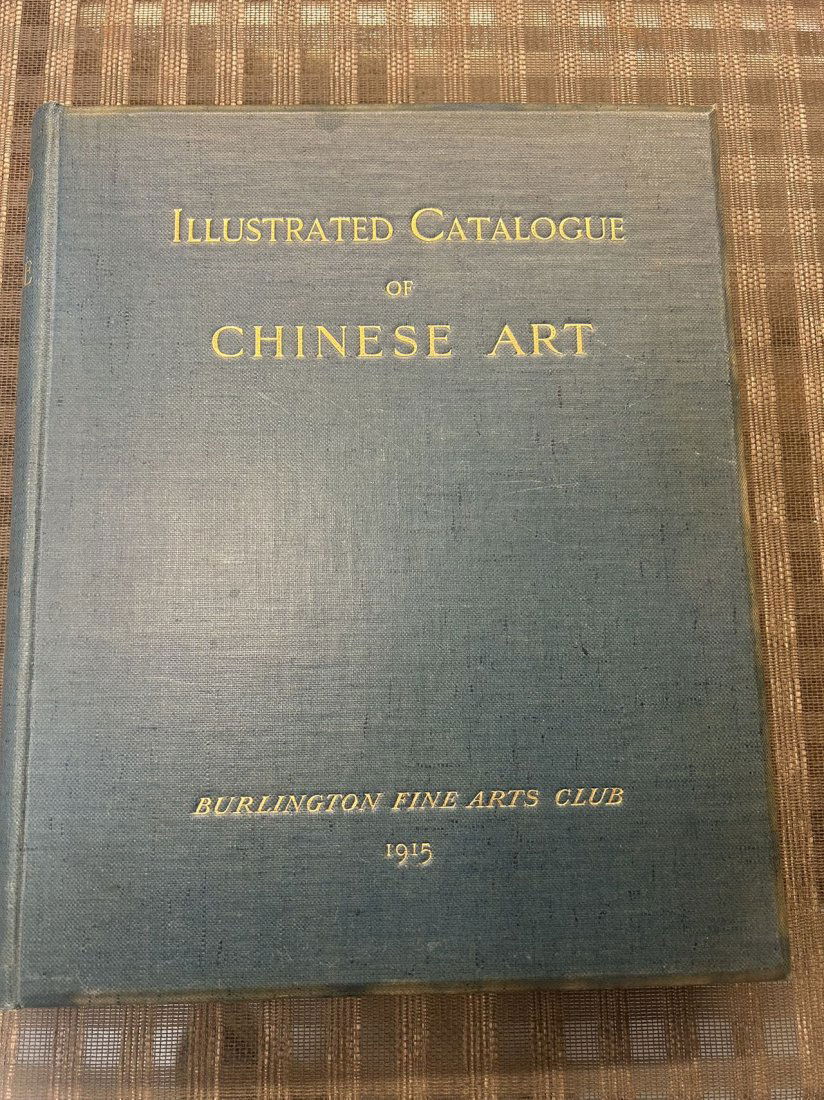 ILLUSTRATED CATALOGUE
OF
CHINESE ART
BURLINGTON FINE ARTS CLUB
1915